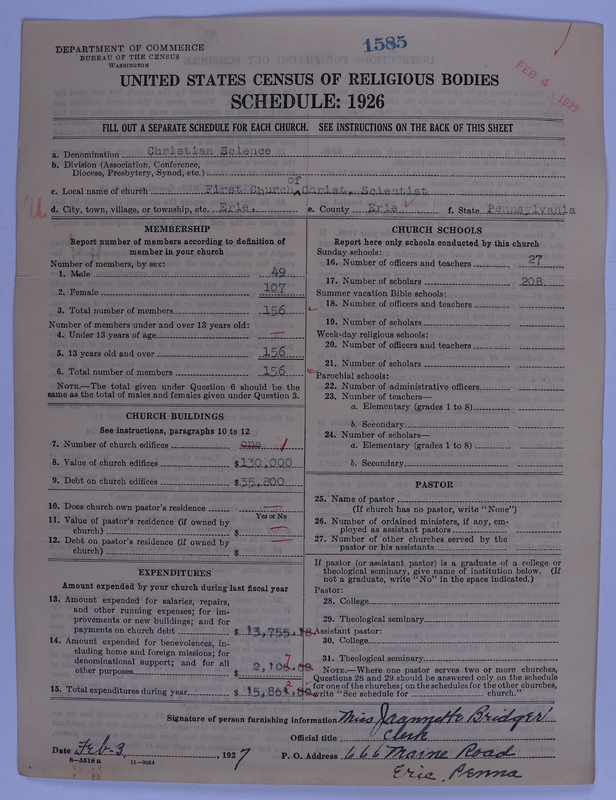 1585
DEPARTMENT OF COMMERCE
BUREAU OF THE CENSUS
WASHINGTON
FEB 4 1927
UNITED STATES CENSUS OF RELIGIOUS BODIES
SCHEDULE: 1926
FILL OUT A SEPARATE SCHEDULE FOR EACH CHURCH. SEE INSTRUCTIONS ON THE BACK OF THIS SHEET
a. Denomination Christian Science
b. Division (Association, Conference,
Diocese, Presbytery, Synod, etc.)
of
c. Local name of church First Church Christ, Scientist
d. City, town, village, or township, etc. Erie, e. County Erie f. State Pennsylvania
MEMBERSHIP
Report number of members according to definition of
member in your church
Number of members, by sex:
1. Male 49
2. Female 107
3. Total number of members 156
Number of members under and over 13 years old:
4. Under 13 years of age —
5. 13 years old and over 156
6. Total number of members 156
NOTE.—The total given under Question 6 should be the
same as the total of males and females given under Question 3.
CHURCH BUILDINGS
See instructions, paragraphs 10 to 12
7. Number of church edifices one 1
8. Value of church edifices $130,000
9. Debt on church edifices $35,800
10. Does church own pastor's residence —
Yes or No
11. Value of pastor's residence (if owned by
church) $ —
12. Debt on pastor's residence (if owned by
church) $ —
EXPENDITURES
Amount expended by your church during last fiscal year
13. Amount expended for salaries, repairs,
and other running expenses; for im-
provements or new buildings; and for
payments on church debt $ 13,755.
14. Amount expended for benevolences, in-
cluding home and foreign missions; for
denominational support; and for all
other purposes $
15. Total expenditures during year $
CHURCH SCHOOLS
Report here only schools conducted by this church
Sunday schools:
16. Number of officers and teachers 27
17. Number of scholars 208
Summer vacation Bible schools:
18. Number of officers and teachers
19. Number of scholars
Week-day religious schools:
20. Number of officers and teachers
21. Number of scholars
Parochial schools:
22. Number of administrative officers
23. Number of teachers—
a. Elementary (grades 1 to 8)
b. Secondary
24. Number of scholars—
a. Elementary (grades 1 to 8)
b. Secondary
PASTOR
25. Name of pastor
(If church has no pastor, write "None")
26. Number of ordained ministers, if any, em-
ployed as assistant pastors
27. Number of other churches served by the
pastor or his assistants
If pastor (or assistant pastor) is a graduate of a college or
theological seminary, give name of institution below. (If
not a graduate, write "No" in the space indicated.)
Pastor:
28. College
29. Theological seminary
Assistant pastor:
30. College
31. Theological seminary
NOTE.—Where one pastor serves two or more churches,
Questions 28 and 29 should be answered only on the schedule
for one of the churches; on the schedules for the other churches,
write "See schedule for church."
Signature of person furnishing information Miss Jeannette Bridger
Official title Clerk
Date Feb-3, 1927 P. O. Address 666 Marne Road
8—5518 a 11—9064
Erie, Penna